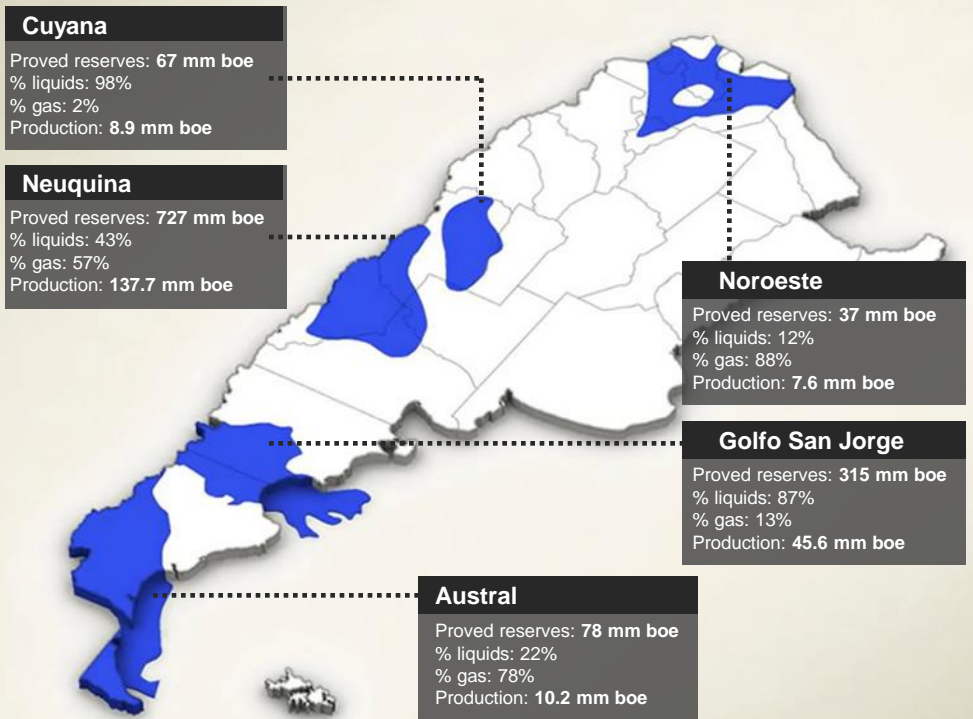 Cuyana
Proved reserves: 67 mm boe
% liquids: 98%
% gas: 2%
Production: 8.9 mm boe
Neuquina
Proved reserves: 727 mm boe
% liquids: 43%
% gas: 57%
Production: 137.7 mm boe
Noroeste
Proved reserves: 37 mm boe
% liquids: 12%
% gas: 88%
Production: 7.6 mm boe
Golfo San Jorge
Proved reserves: 315 mm boe
% liquids: 87%
% gas: 13%
Production: 45.6 mm boe
Austral
Proved reserves: 78 mm boe
% liquids: 22%
% gas: 78%
Production: 10.2 mm boe